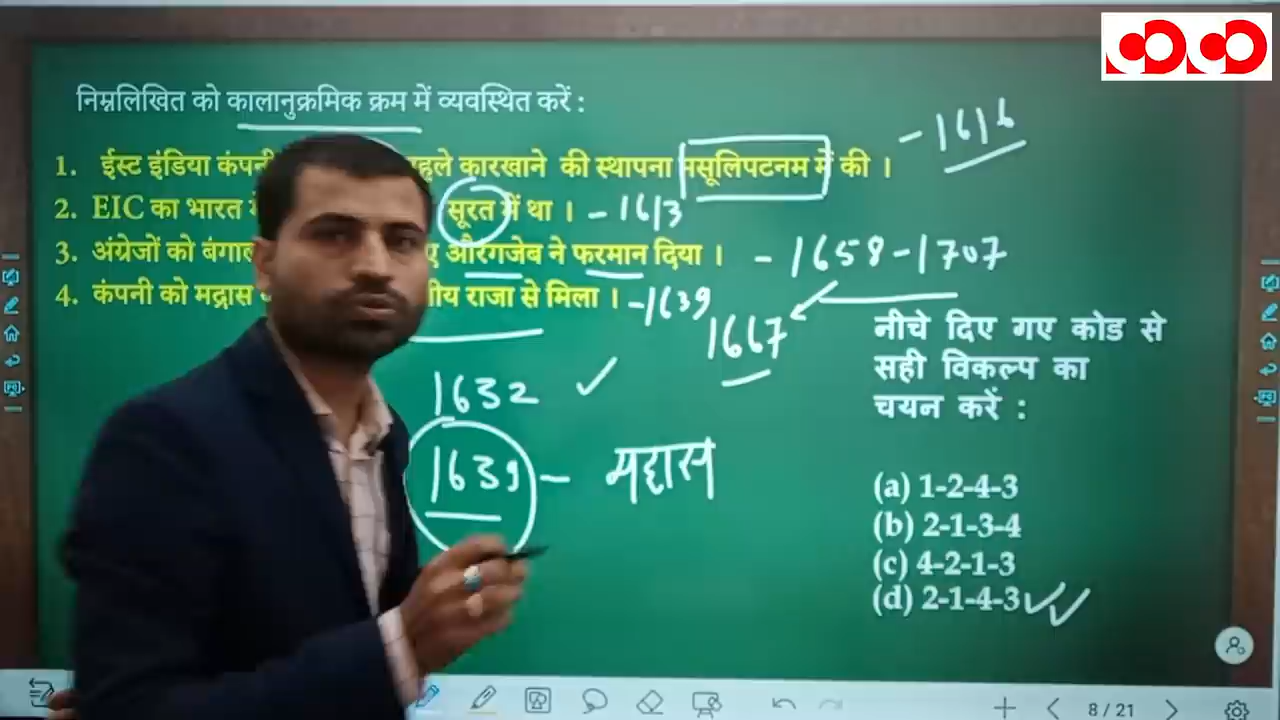 निम्नलिखित को कालानुक्रमिक क्रम में व्यवस्थित करें :
- 1616
1. ईस्ट इंडिया कंपनी कारखाने की स्थापना मसूलिपटनम में की ।
2. EIC का भारत सूरत में था । - 1613
3. अंग्रेजों को औरंगजेब ने फरमान दिया । - 1658-1707
4. कंपनी को मद्रास राजा से मिला । - 1639
1667
नीचे दिए गए कोड से
सही विकल्प का
चयन करें :
1632
1639 - मद्रास
(a) 1-2-4-3
(b) 2-1-3-4
(c) 4-2-1-3
(d) 2-1-4-3
8 / 21